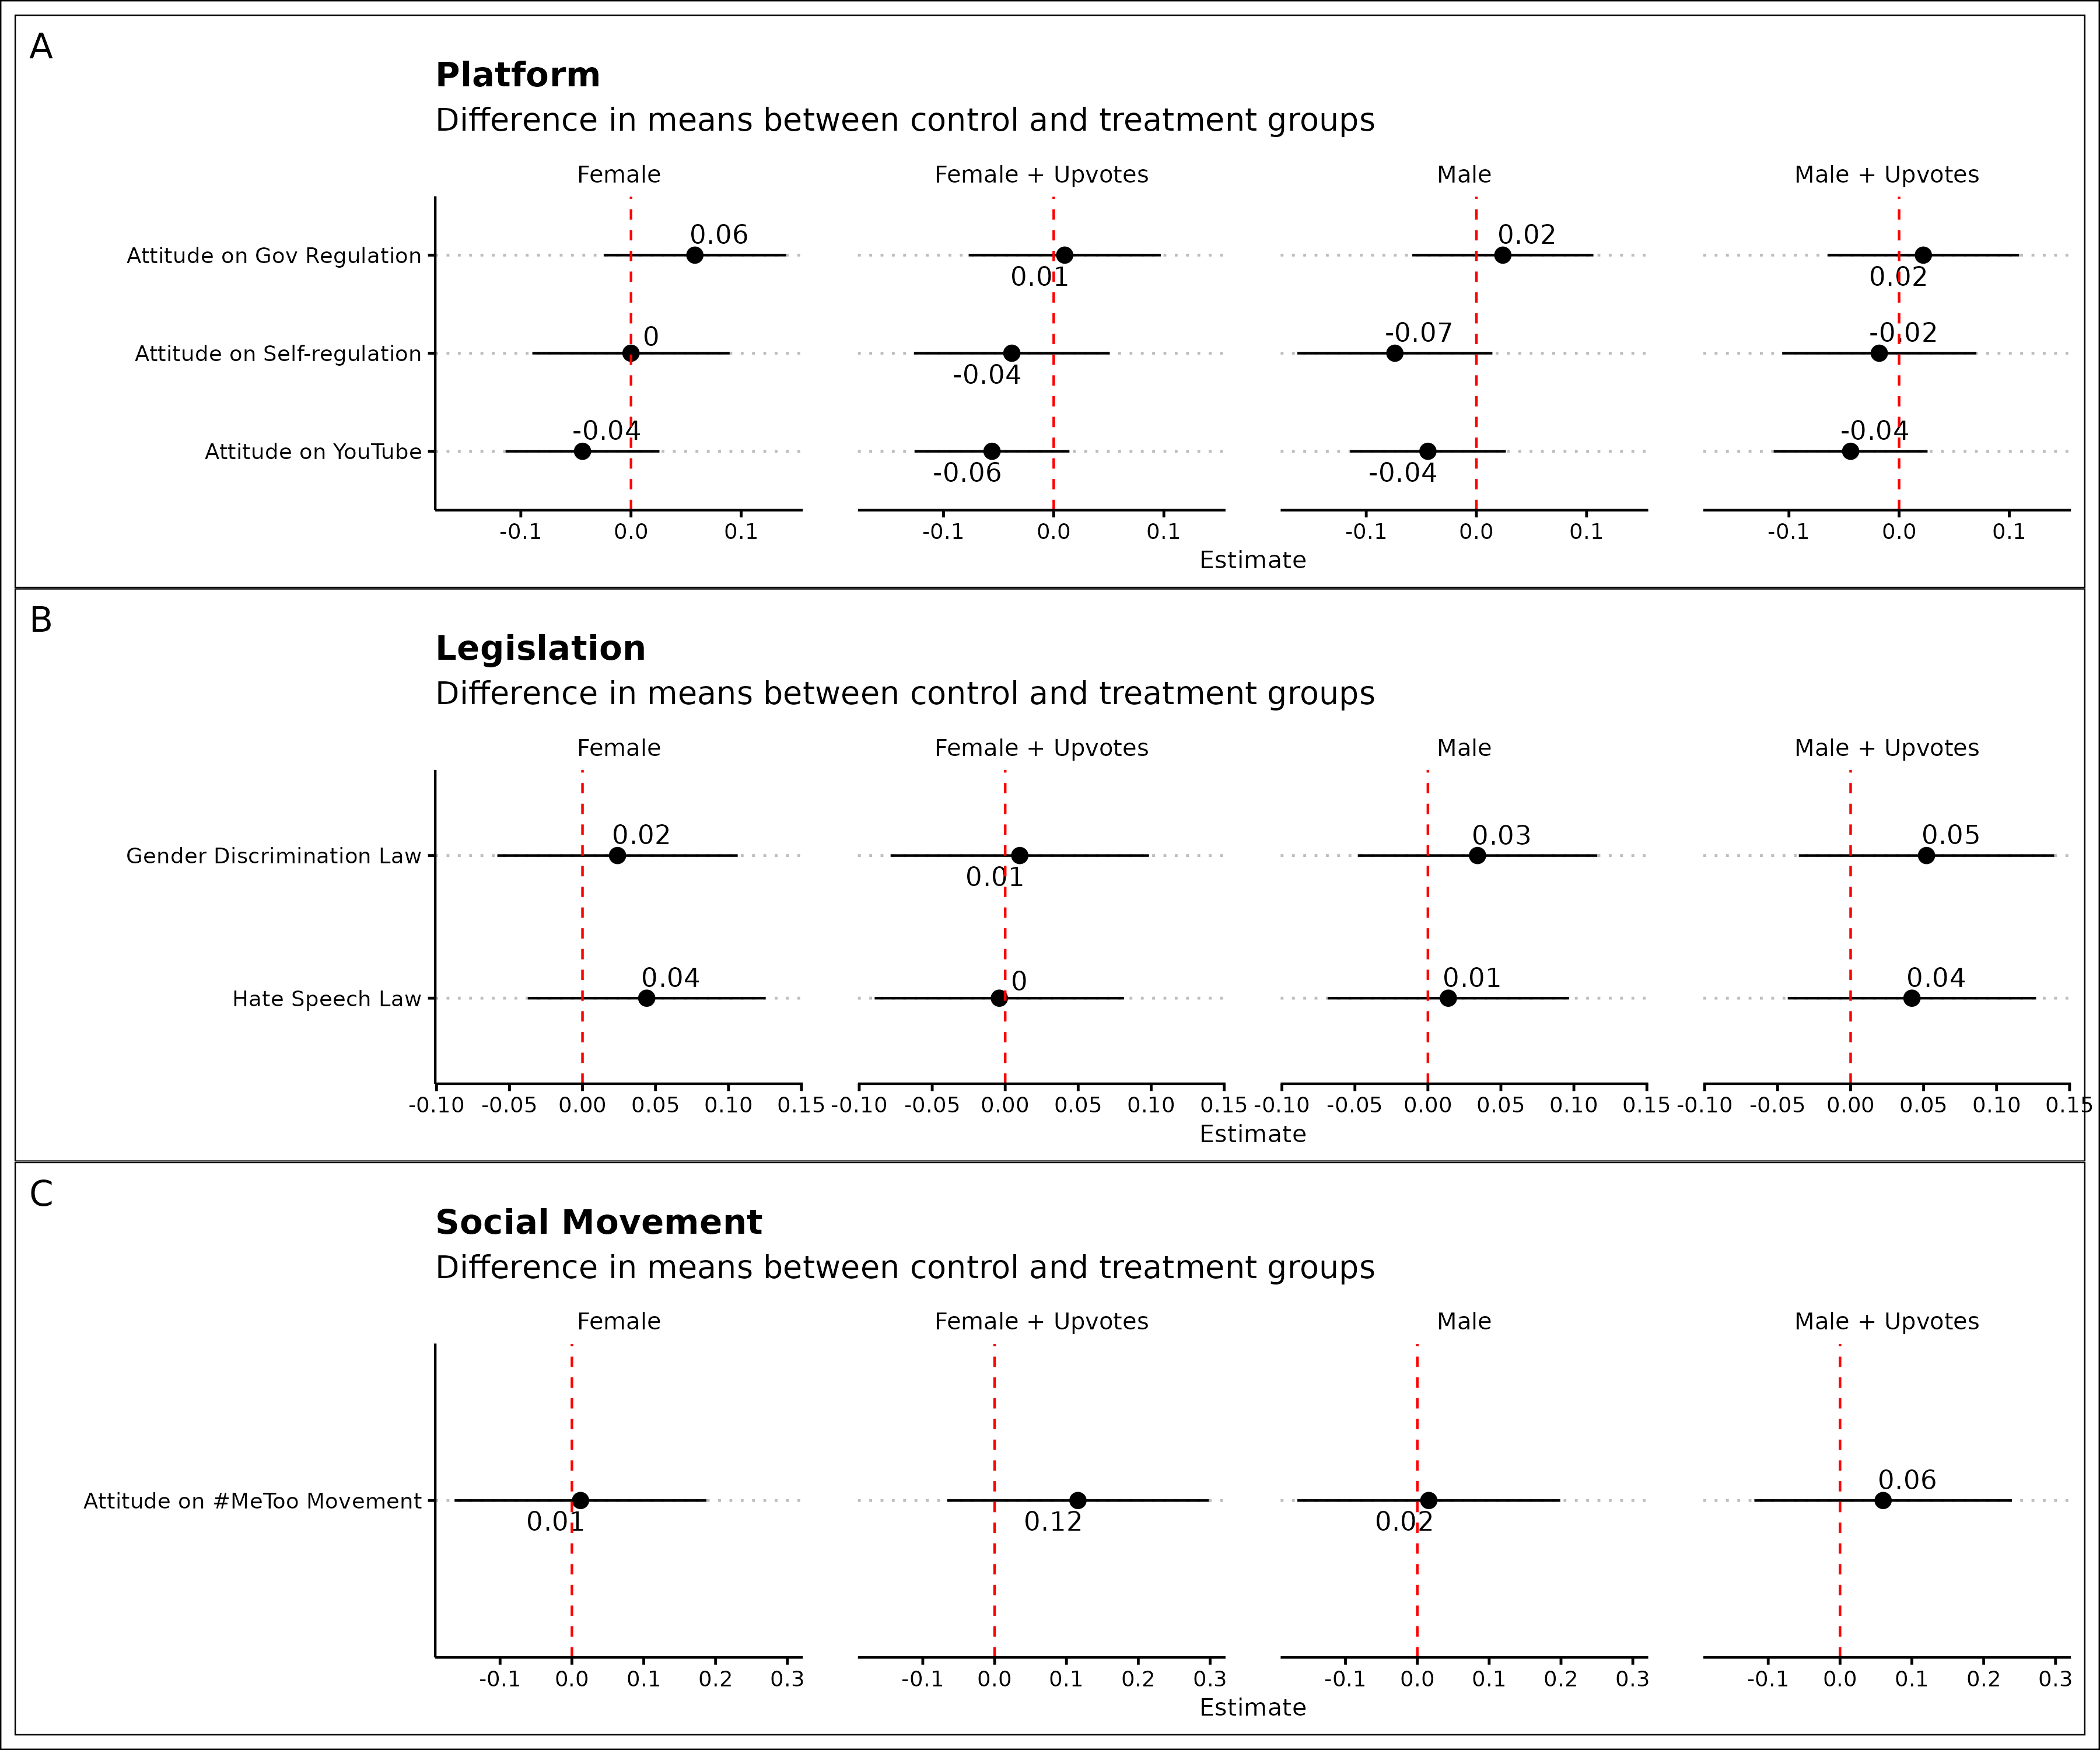 A
Platform
Difference in means between control and treatment groups
Female Female + Upvotes Male Male + Upvotes
Attitude on Gov Regulation 0.06 0.01 0.02 0.02
Attitude on Self-regulation 0 -0.04 -0.07 -0.02
Attitude on YouTube -0.04 -0.06 -0.04 -0.04
-0.1 0.0 0.1 -0.1 0.0 0.1 -0.1 0.0 0.1 -0.1 0.0 0.1
Estimate
B
Legislation
Difference in means between control and treatment groups
Female Female + Upvotes Male Male + Upvotes
Gender Discrimination Law 0.02 0.01 0.03 0.05
Hate Speech Law 0.04 0 0.01 0.04
-0.10 -0.05 0.00 0.05 0.10 0.15 -0.10 -0.05 0.00 0.05 0.10 0.15 -0.10 -0.05 0.00 0.05 0.10 0.15 -0.10 -0.05 0.00 0.05 0.10 0.15
Estimate
C
Social Movement
Difference in means between control and treatment groups
Female Female + Upvotes Male Male + Upvotes
Attitude on #MeToo Movement 0.01 0.12 0.02 0.06
-0.1 0.0 0.1 0.2 0.3 -0.1 0.0 0.1 0.2 0.3 -0.1 0.0 0.1 0.2 0.3 -0.1 0.0 0.1 0.2 0.3
Estimate